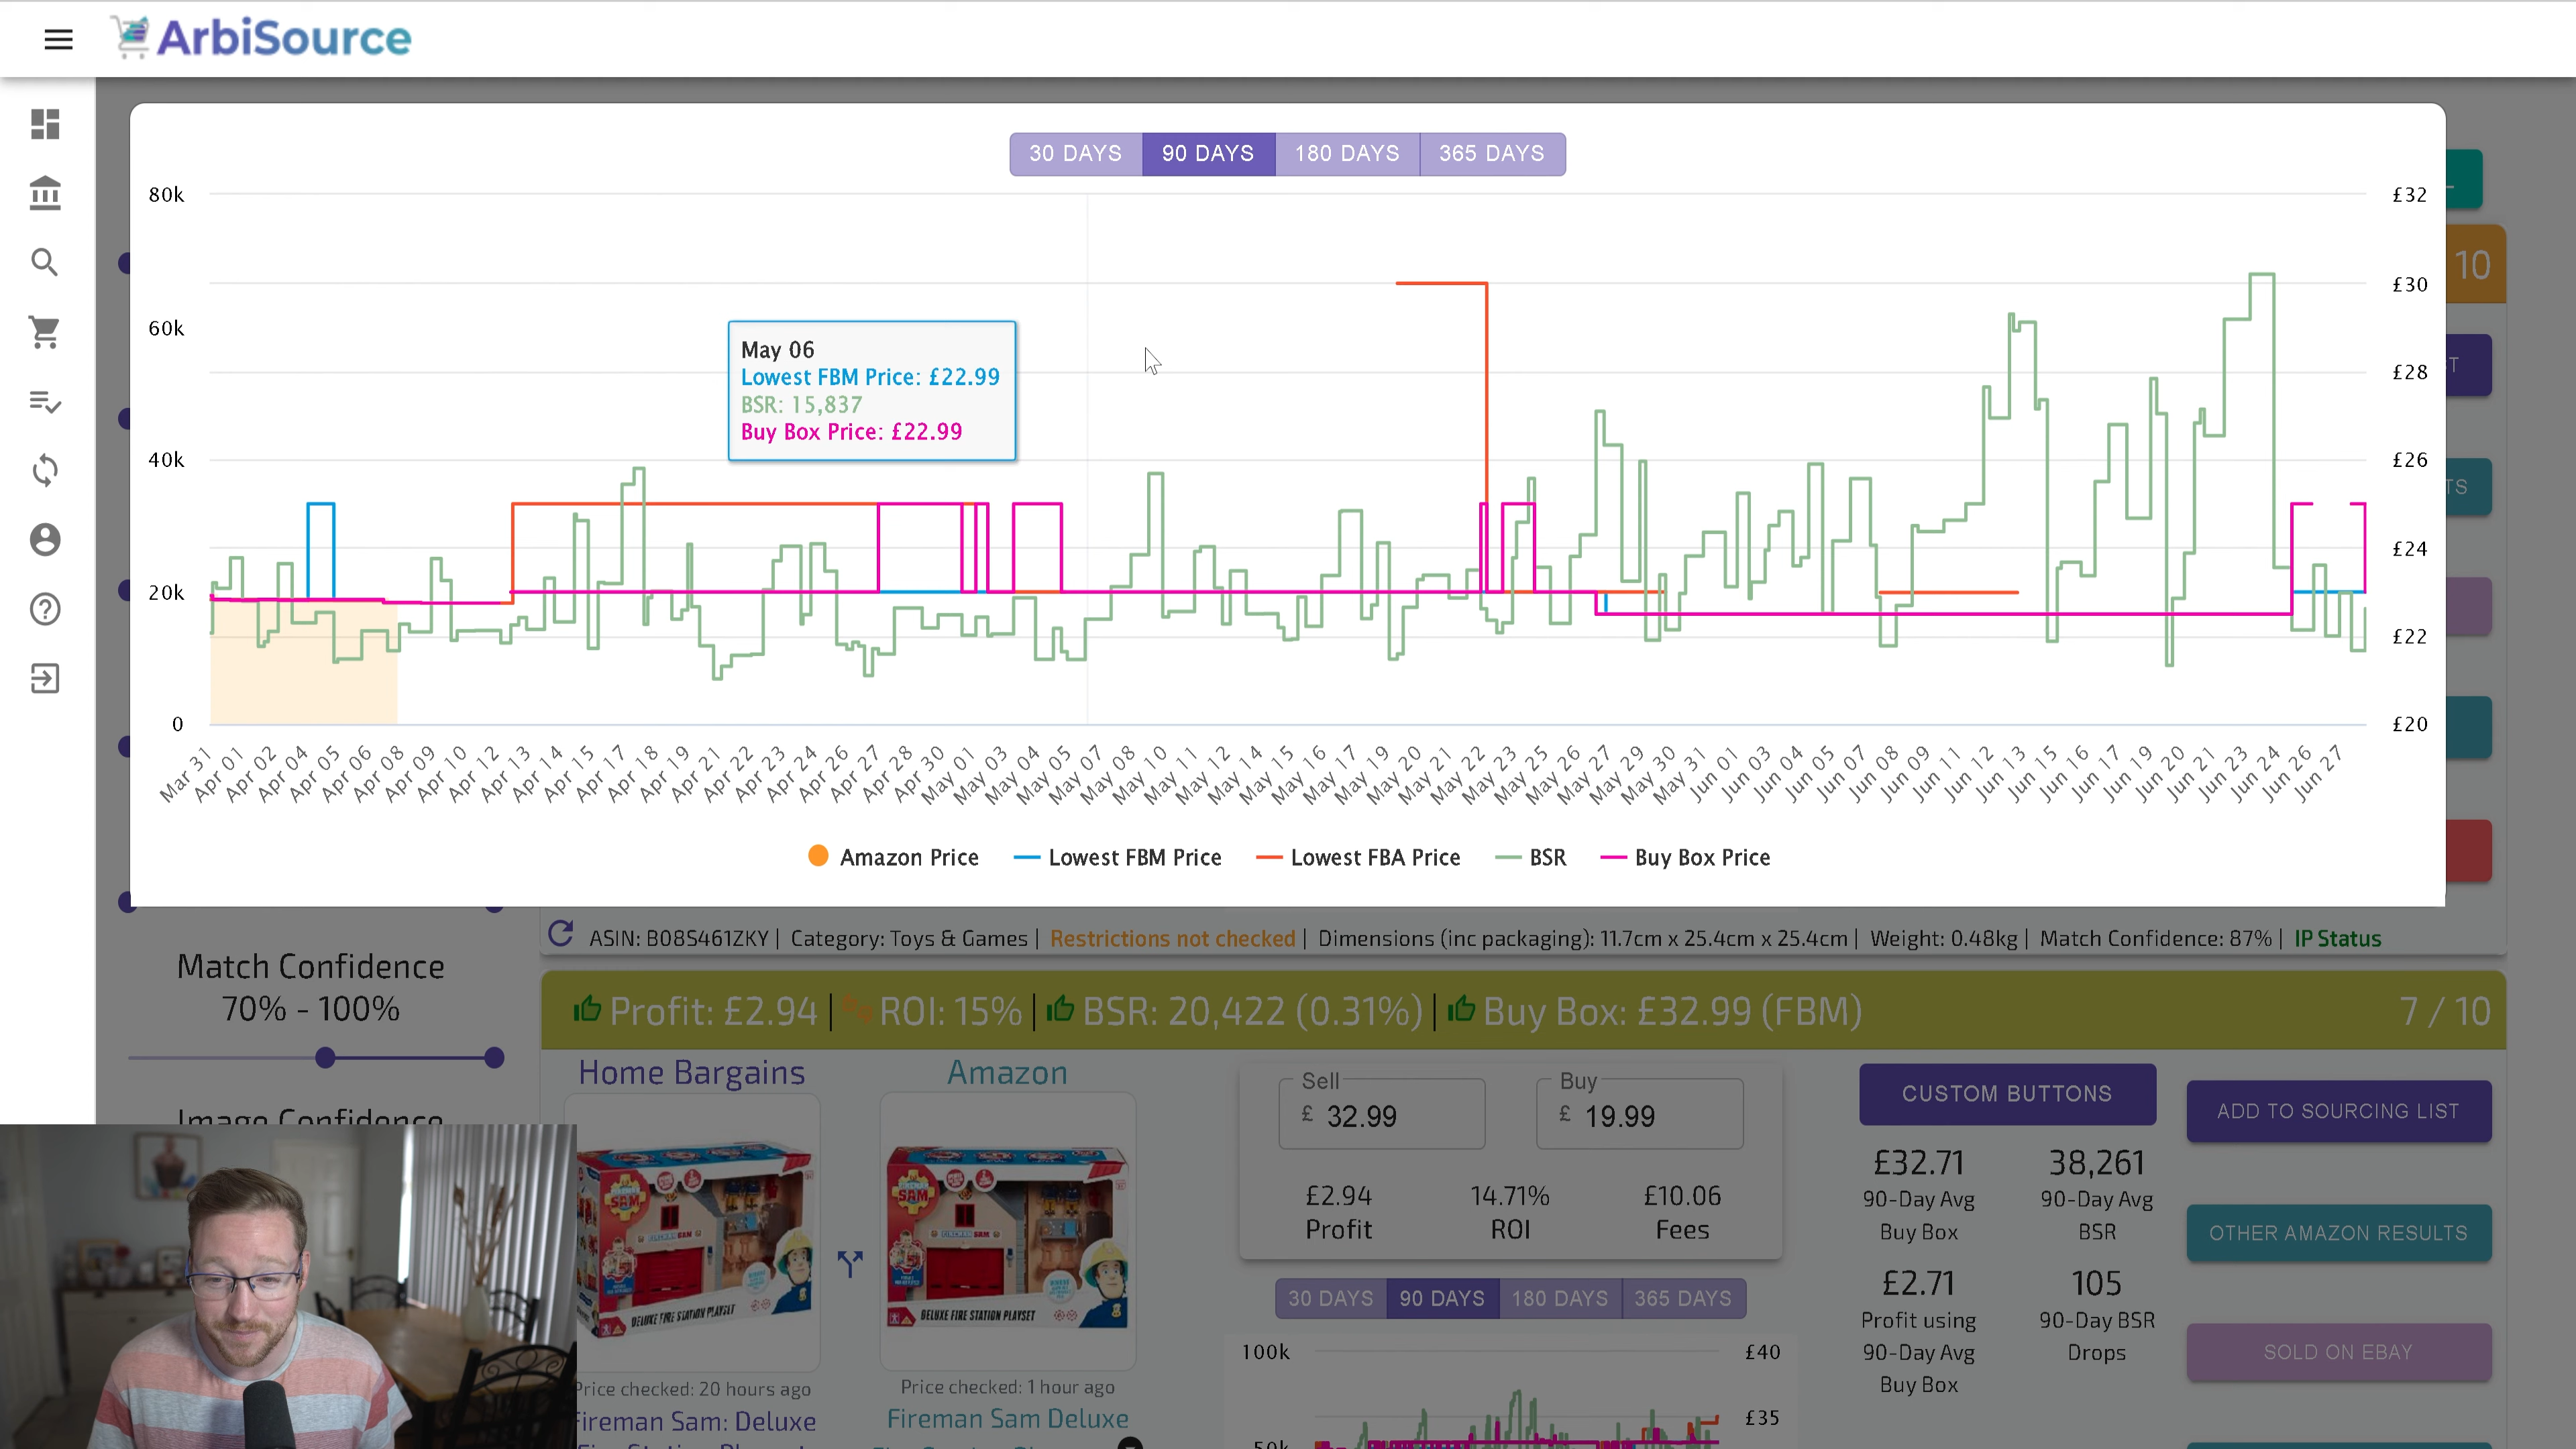 ArbiSource
30 DAYS 90 DAYS 180 DAYS 365 DAYS
80k
60k
40k
20k
0
£32
£30
£28
£26
£24
£22
£20
10
May 06
Lowest FBM Price: £22.99
BSR: 15,837
Buy Box Price: £22.99
Mar 31 Apr 01 Apr 02 Apr 04 Apr 05 Apr 06 Apr 08 Apr 09 Apr 10 Apr 12 Apr 13 Apr 14 Apr 15 Apr 17 Apr 18 Apr 19 Apr 21 Apr 22 Apr 23 Apr 24 Apr 26 Apr 27 Apr 28 Apr 30 May 01 May 03 May 04 May 05 May 07 May 08 May 10 May 11 May 12 May 14 May 15 May 16 May 17 May 19 May 20 May 21 May 22 May 23 May 25 May 26 May 27 May 29 May 30 May 31 Jun 01 Jun 03 Jun 04 Jun 05 Jun 07 Jun 08 Jun 09 Jun 11 Jun 12 Jun 13 Jun 15 Jun 16 Jun 17 Jun 19 Jun 20 Jun 21 Jun 23 Jun 24 Jun 26 Jun 27
Amazon Price Lowest FBM Price Lowest FBA Price BSR Buy Box Price
ASIN: B08S461ZKY | Category: Toys & Games | Restrictions not checked | Dimensions (inc packaging): 11.7cm x 25.4cm x 25.4cm | Weight: 0.48kg | Match Confidence: 87% | IP Status
Match Confidence
70% - 100%
Image Confidence
Profit: £2.94 | ROI: 15% | BSR: 20,422 (0.31%) | Buy Box: £32.99 (FBM)
7 / 10
Home Bargains
Amazon
FIREMAN SAM
DELUXE FIRE STATION PLAYSET
FIREMAN SAM
DELUXE FIRE STATION PLAYSET
Price checked: 20 hours ago
Price checked: 1 hour ago
Fireman Sam: Deluxe
Fireman Sam Deluxe
Sell
£ 32.99
Buy
£ 19.99
£2.94
Profit
14.71%
ROI
£10.06
Fees
30 DAYS 90 DAYS 180 DAYS 365 DAYS
100k
£40
£35
50k
CUSTOM BUTTONS
£32.71
90-Day Avg
Buy Box
38,261
90-Day Avg
BSR
£2.71
Profit using
90-Day Avg
Buy Box
105
90-Day BSR
Drops
ADD TO SOURCING LIST
OTHER AMAZON RESULTS
SOLD ON EBAY